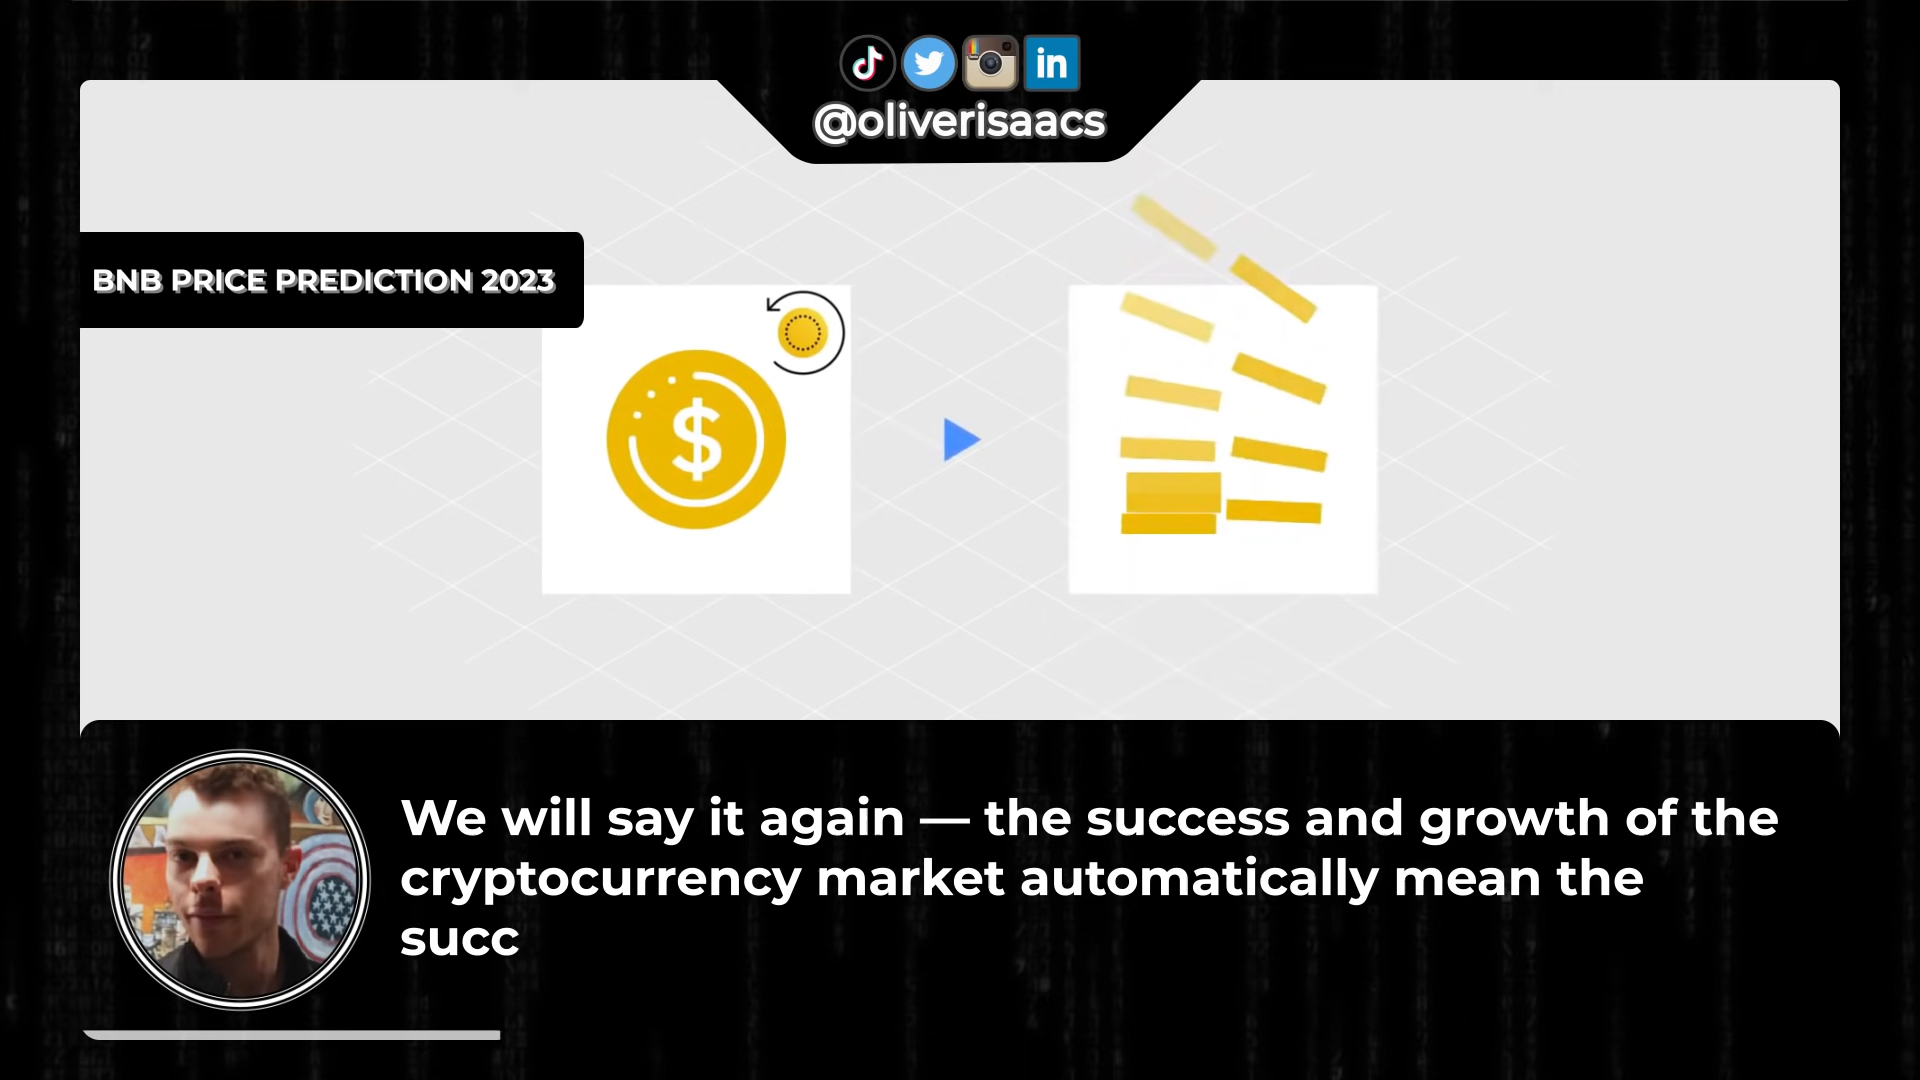 in
@oliverisaacs
BNB PRICE PREDICTION 2023
$
We will say it again — the success and growth of the
cryptocurrency market automatically mean the
succ